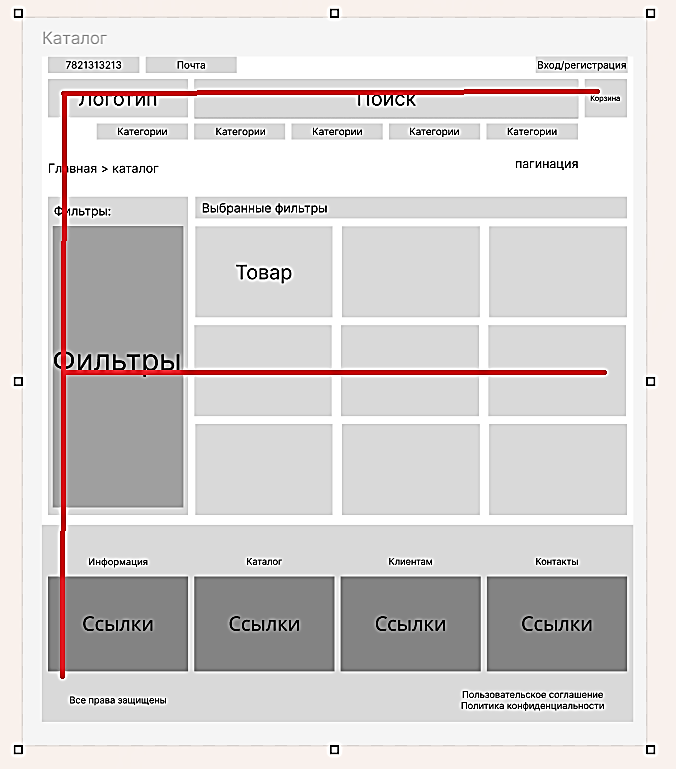 Каталог
7821313213
Почта
Вход/регистрация
Логотип
Поиск
Корзина
Категории
Категории
Категории
Категории
Категории
Главная > каталог
пагинация
Фильтры:
Выбранные фильтры
Товар
Фильтры
Информация
Каталог
Клиентам
Контакты
Ссылки
Ссылки
Ссылки
Ссылки
Все права защищены
Пользовательское соглашение
Политика конфиденциальности